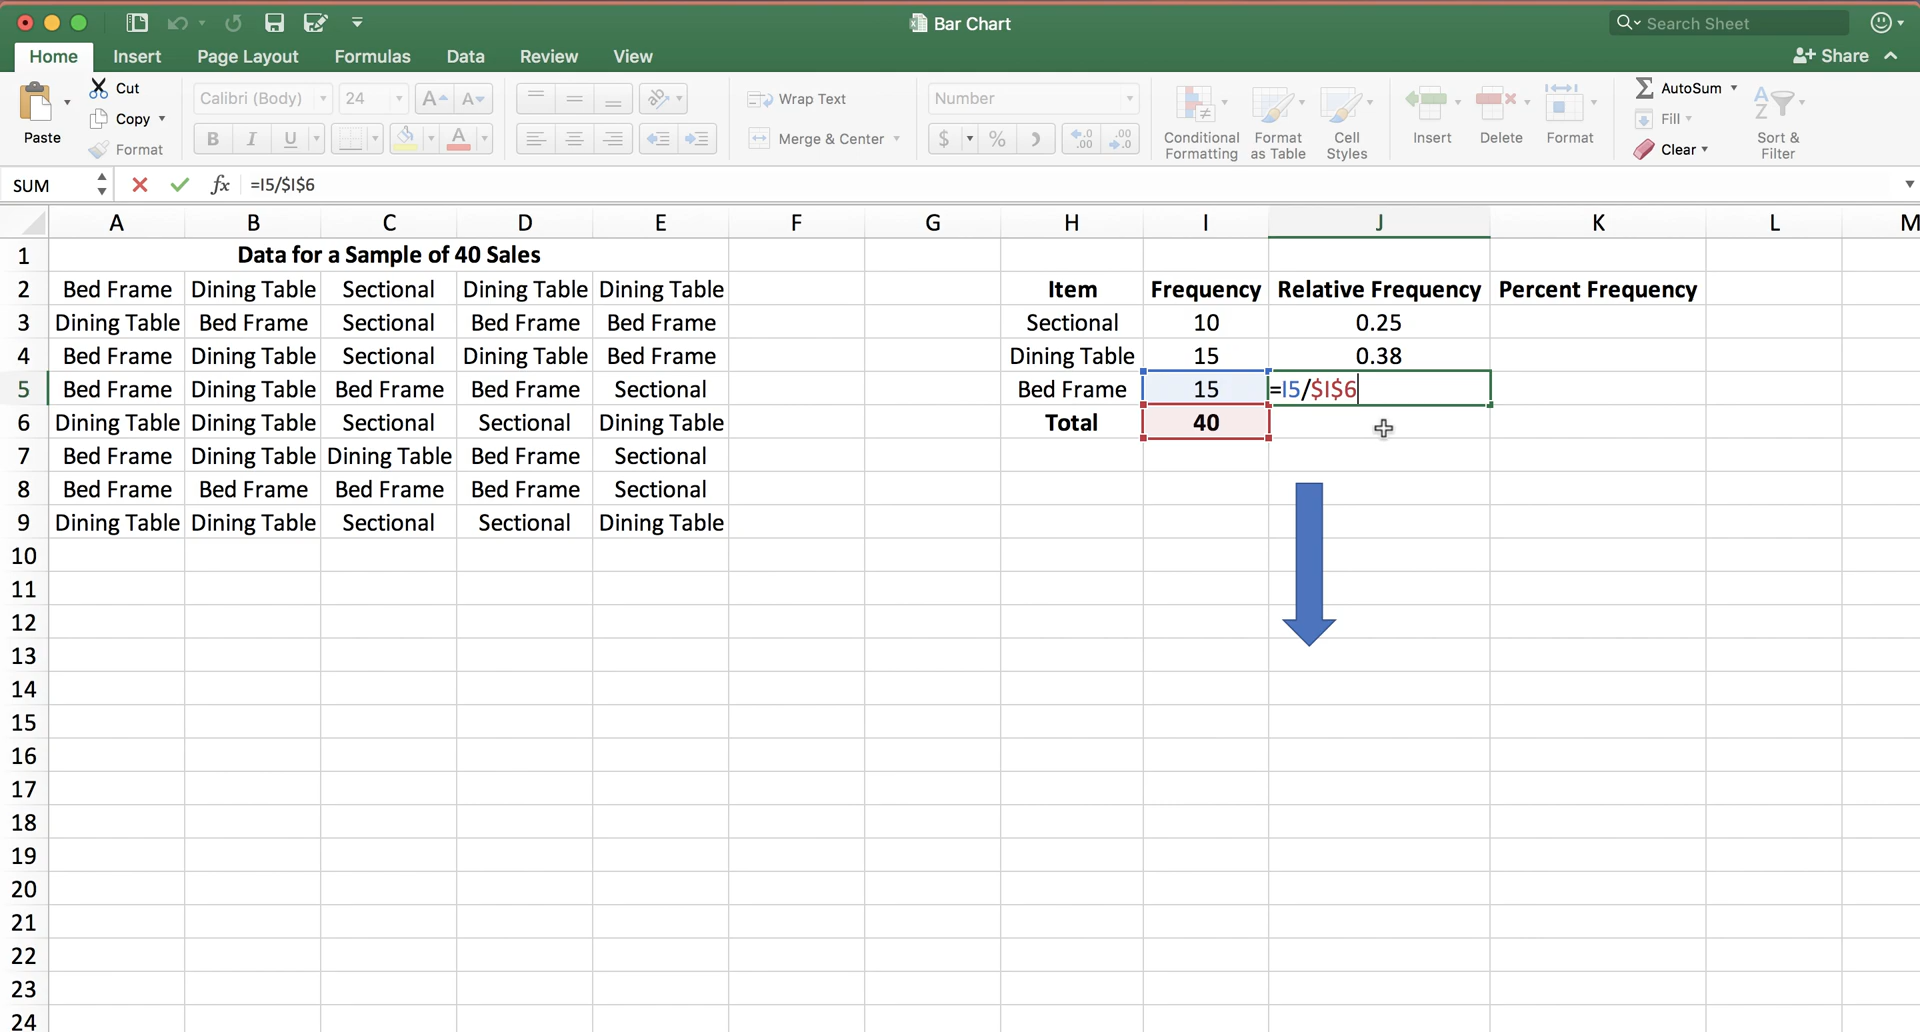 Bar Chart
Search Sheet
Home Insert Page Layout Formulas Data Review View
Share
Paste
Cut
Copy
Format
Calibri (Body) 24 A A
B I U A
Wrap Text
Merge & Center
Number
$ % .0 .00 .00 .0
Conditional Formatting
Format as Table
Cell Styles
Insert
Delete
Format
AutoSum
Fill
Clear
Sort & Filter
SUM fx =I5/$I$6
A B C D E F G H I J K L M
1 Data for a Sample of 40 Sales
2 Bed Frame Dining Table Sectional Dining Table Dining Table Item Frequency Relative Frequency Percent Frequency
3 Dining Table Bed Frame Sectional Bed Frame Bed Frame Sectional 10 0.25
4 Bed Frame Dining Table Sectional Dining Table Bed Frame Dining Table 15 0.38
5 Bed Frame Dining Table Bed Frame Bed Frame Sectional Bed Frame 15 =I5/$I$6
6 Dining Table Dining Table Sectional Sectional Dining Table Total 40
7 Bed Frame Dining Table Dining Table Bed Frame Sectional
8 Bed Frame Bed Frame Bed Frame Bed Frame Sectional
9 Dining Table Dining Table Sectional Sectional Dining Table
10
11
12
13
14
15
16
17
18
19
20
21
22
23
24